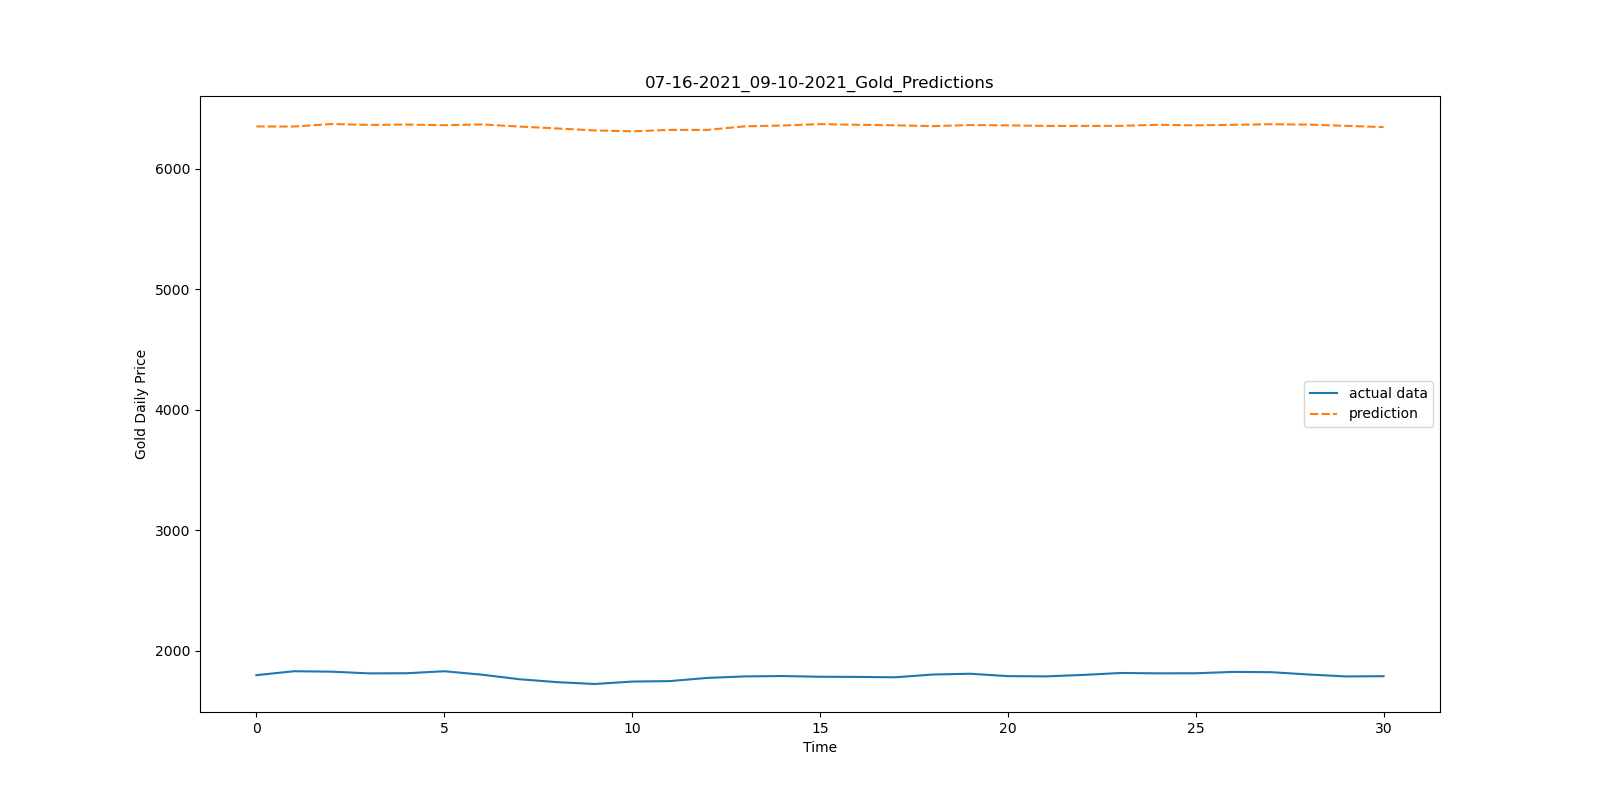 07-16-2021_09-10-2021_Gold_Predictions
Gold Daily Price
6000
5000
4000
3000
2000
actual data
prediction
0 5 10 15 20 25 30
Time